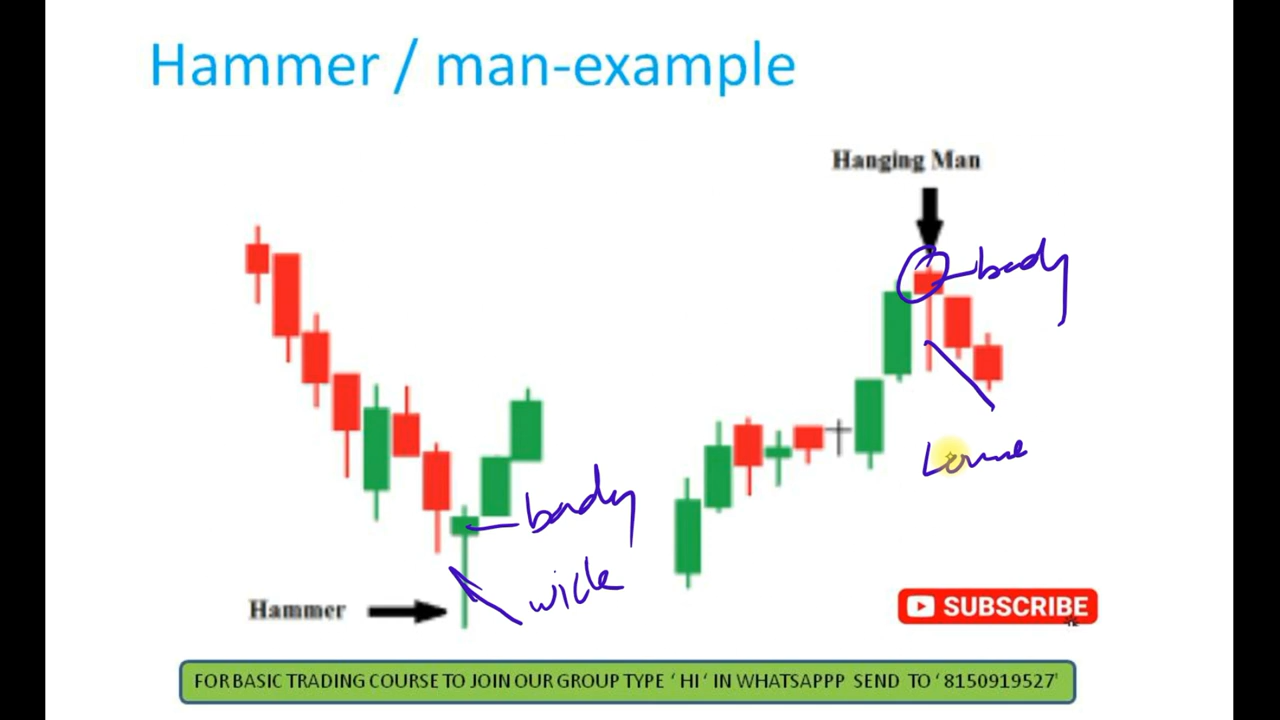 Hammer / man-example
Hanging Man
body
body
wick
Hammer
SUBSCRIBE
FOR BASIC TRADING COURSE TO JOIN OUR GROUP TYPE ‘ HI ‘ IN WHATSAPPP SEND TO ‘ 8150919527'